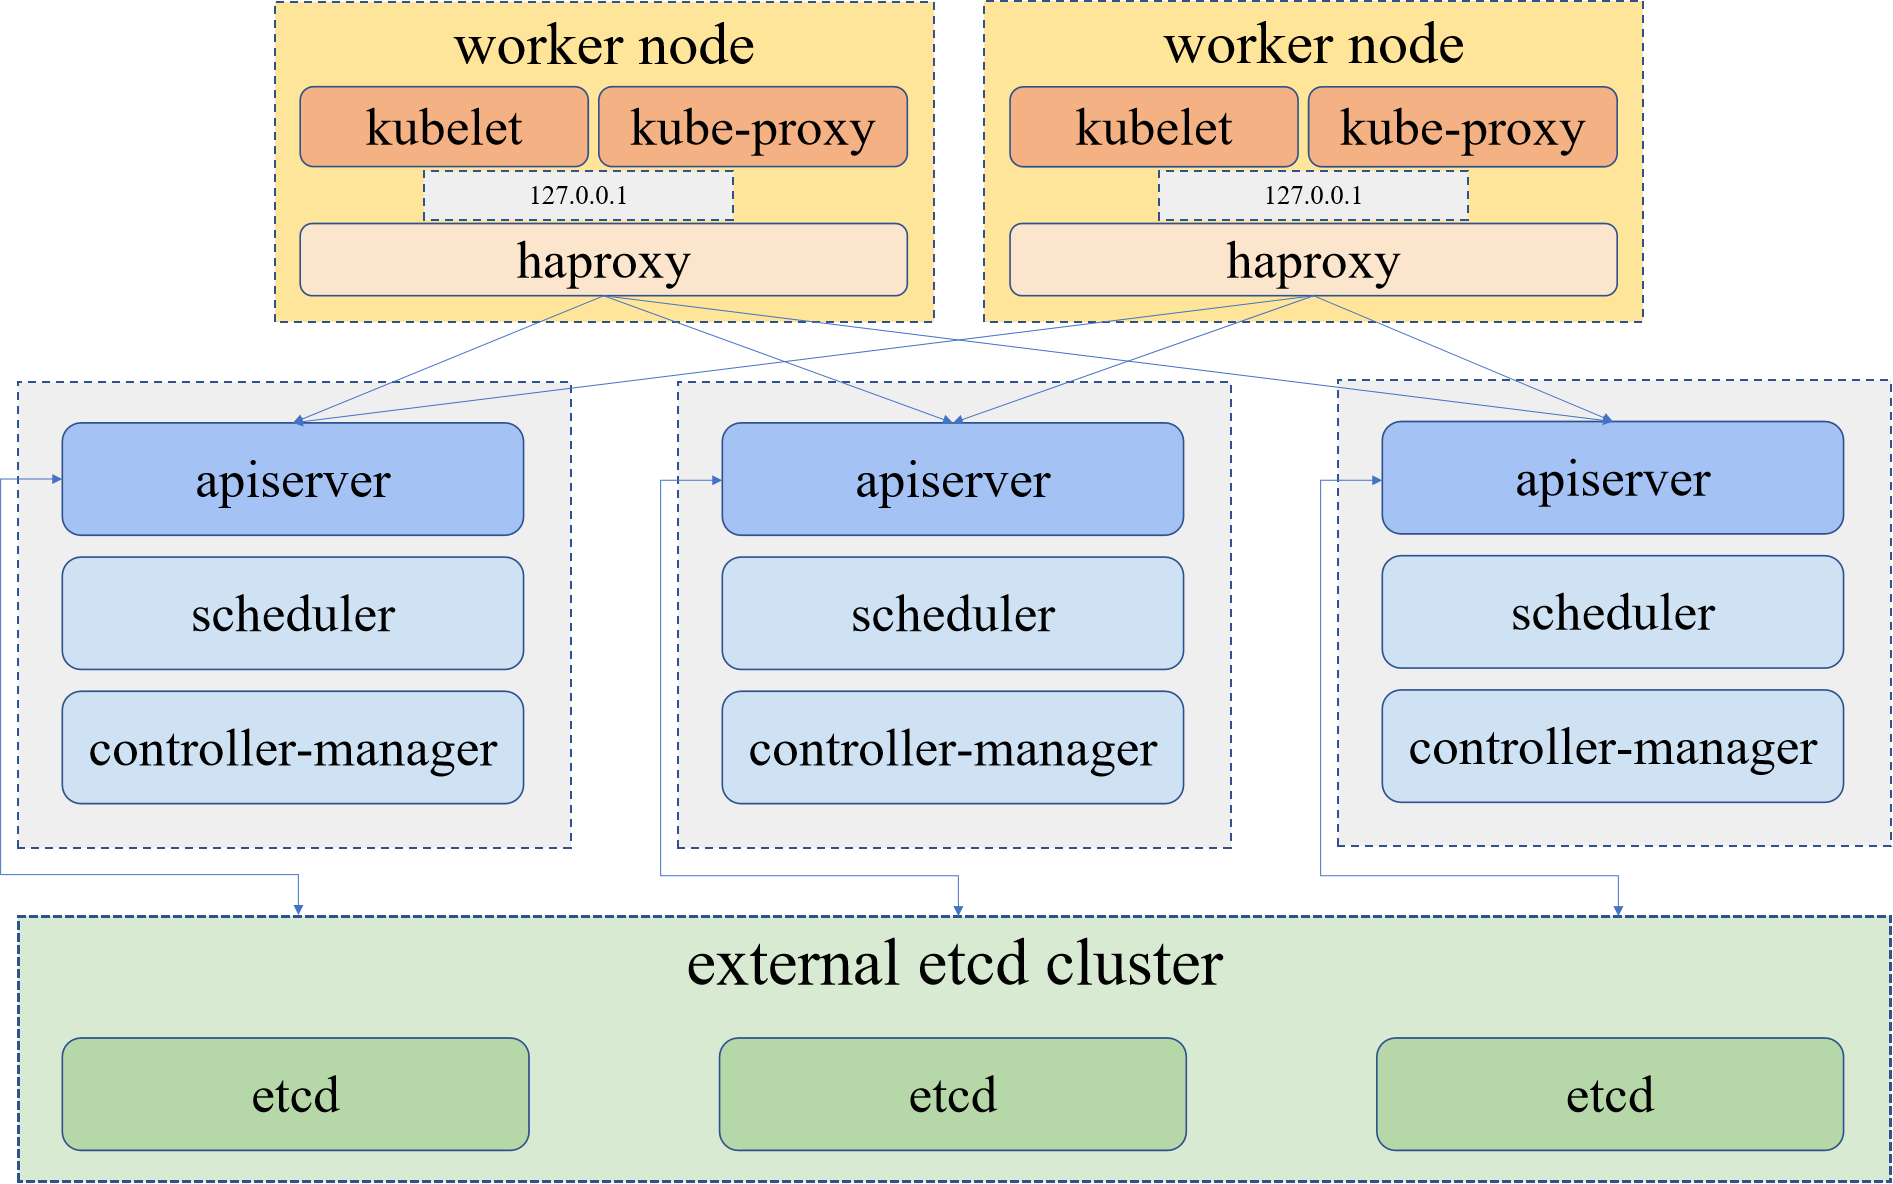 worker node
kubelet
kube-proxy
127.0.0.1
haproxy
worker node
kubelet
kube-proxy
127.0.0.1
haproxy
apiserver
scheduler
controller-manager
apiserver
scheduler
controller-manager
apiserver
scheduler
controller-manager
external etcd cluster
etcd
etcd
etcd